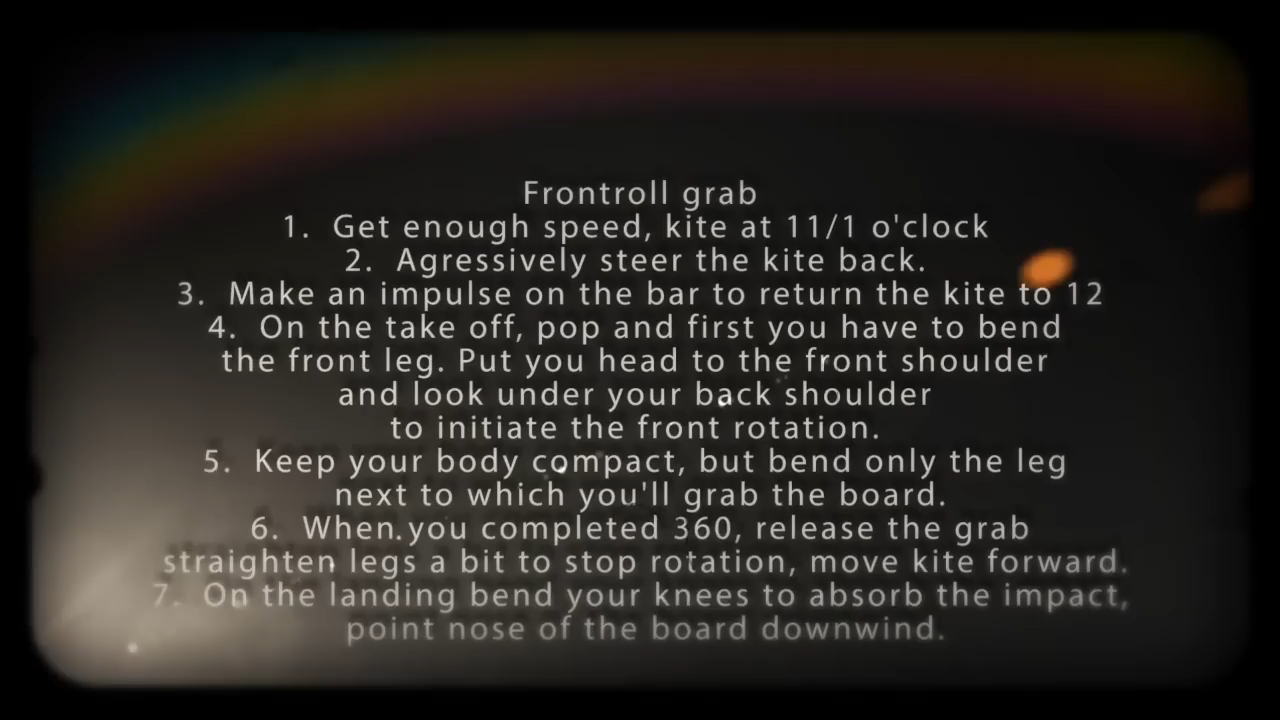 Frontroll grab
1. Get enough speed, kite at 11/1 o'clock
2. Agressively steer the kite back.
3. Make an impulse on the bar to return the kite to 12
4. On the take off, pop and first you have to bend
the front leg. Put you head to the front shoulder
and look under your back shoulder
to initiate the front rotation.
5. Keep your body compact, but bend only the leg
next to which you'll grab the board.
6. When you completed 360, release the grab
straighten legs a bit to stop rotation, move kite forward.
7. On the landing bend your knees to absorb the impact,
point nose of the board downwind.